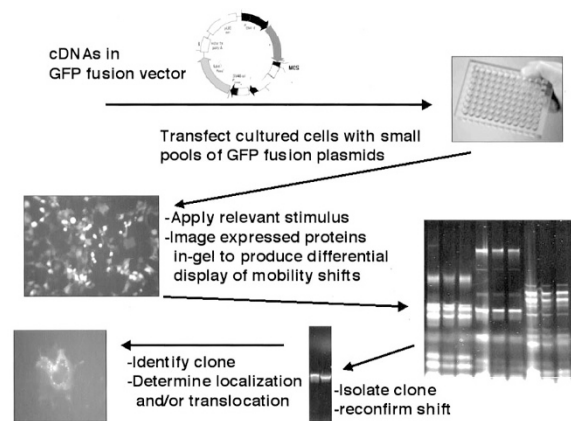 cDNAs in
GFP fusion vector
MCS
Transfect cultured cells with small
pools of GFP fusion plasmids
-Apply relevant stimulus
-Image expressed proteins
in-gel to produce differential
display of mobility shifts
-Identify clone
-Determine localization
and/or translocation
-Isolate clone
-reconfirm shift